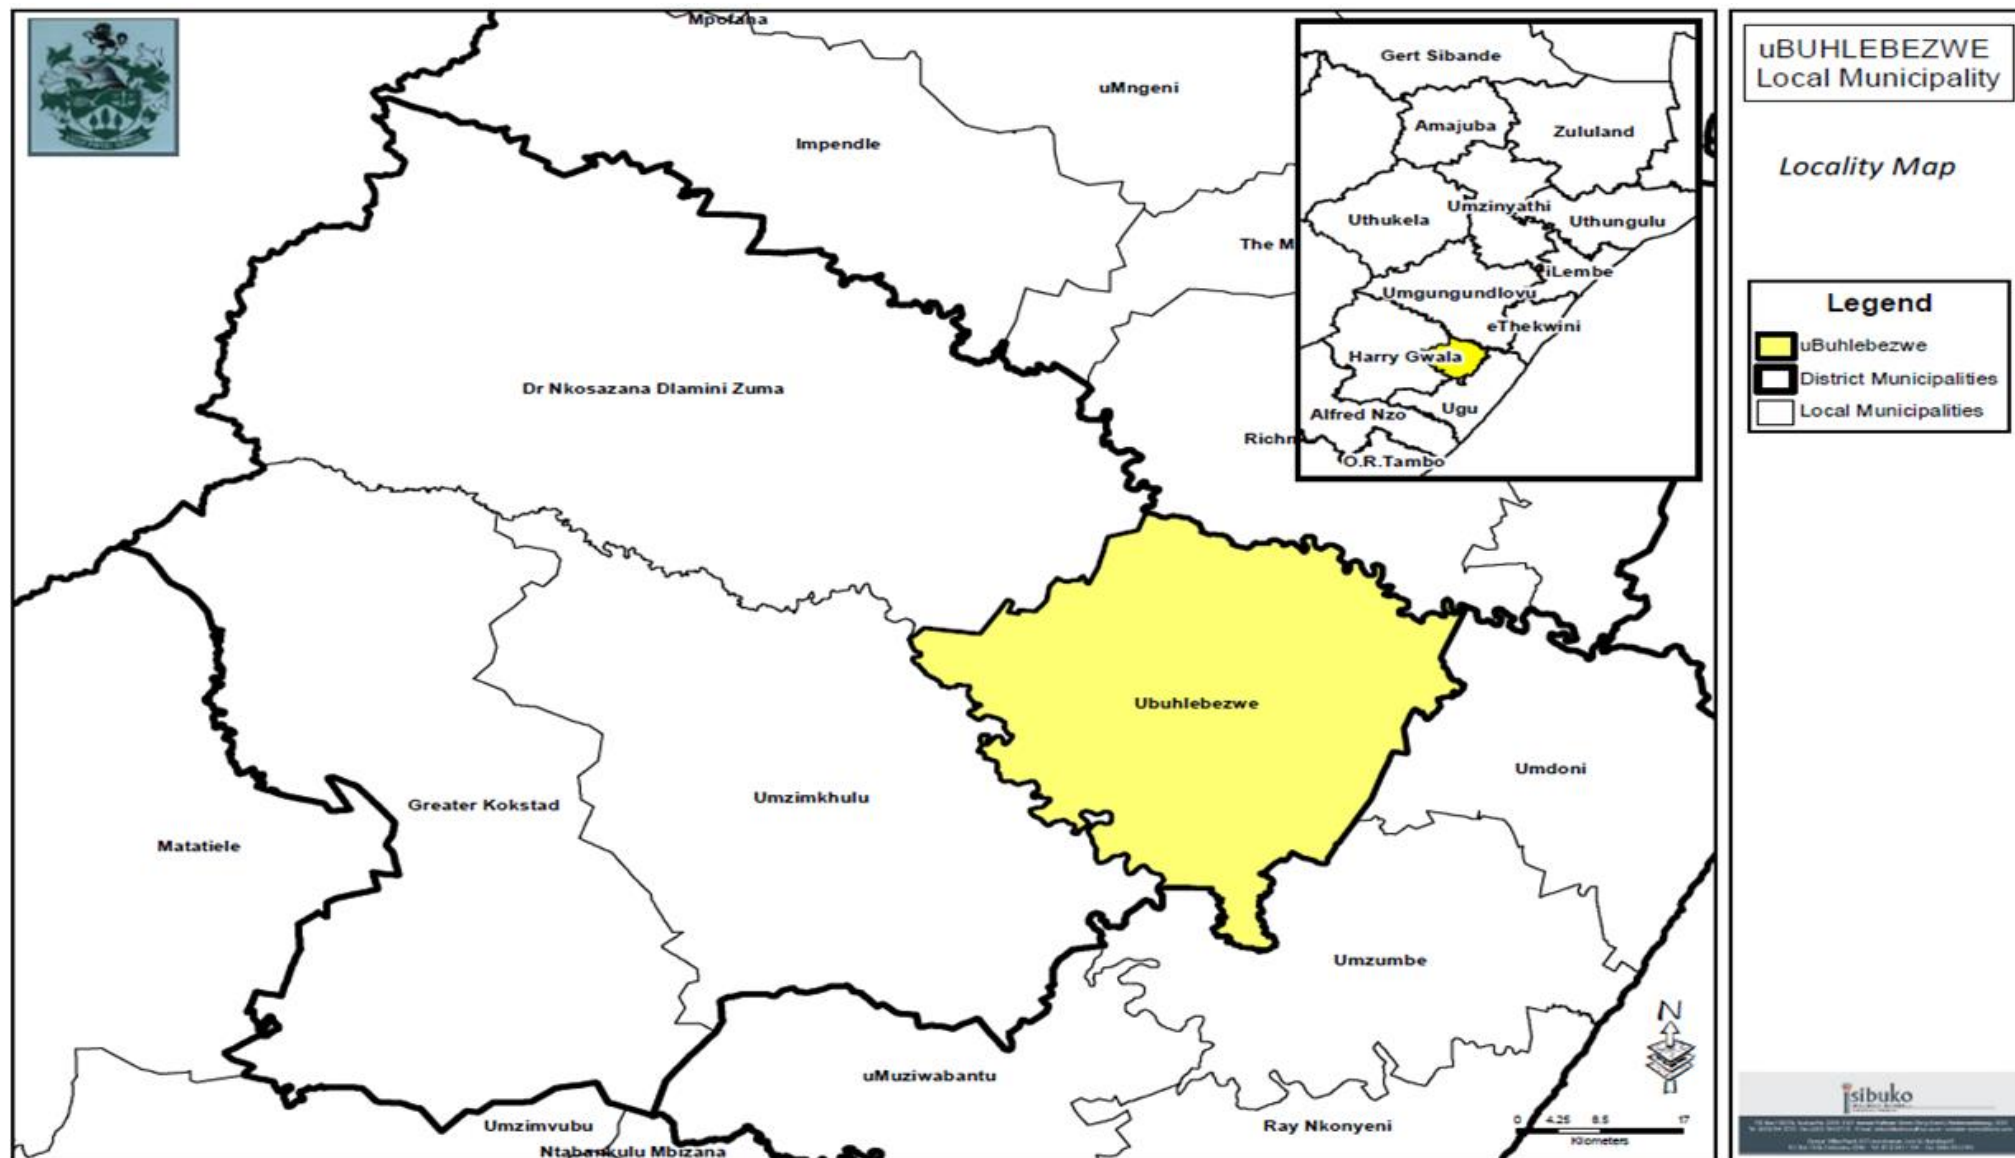 Mpofana
uMngeni
Impendle
The M
Richn
Dr Nkosazana Dlamini Zuma
Ubuhlebezwe
Umdoni
Umzimkhulu
Greater Kokstad
Matatiele
Umzumbe
uMuziwabantu
Ray Nkonyeni
Umzimvubu
Ntabankulu Mbizana
Gert Sibande
Amajuba
Zululand
Umzinyathi
Uthukela
Uthungulu
iLembe
Umgungundlovu
eThekwini
Harry Gwala
Ugu
Alfred Nzo
O.R.Tambo
N
0 4.25 8.5 17
Kilometers
uBUHLEBEZWE
Local Municipality
Locality Map
Legend
uBuhlebezwe
District Municipalities
Local Municipalities
isibuko